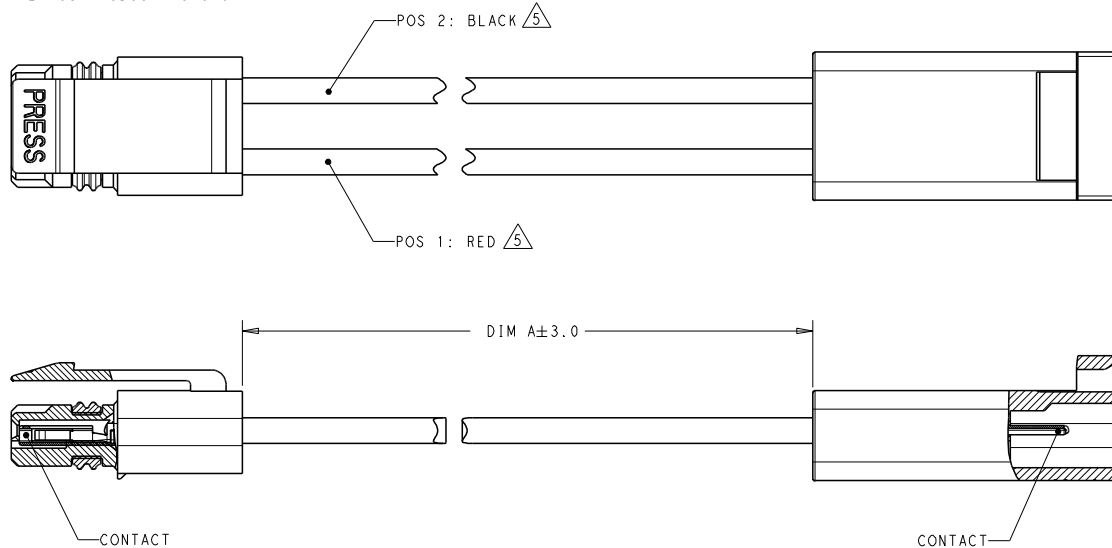 POS 2: BLACK 5
PRESS
POS 1: RED 5
DIM A±3.0
CONTACT
CONTACT